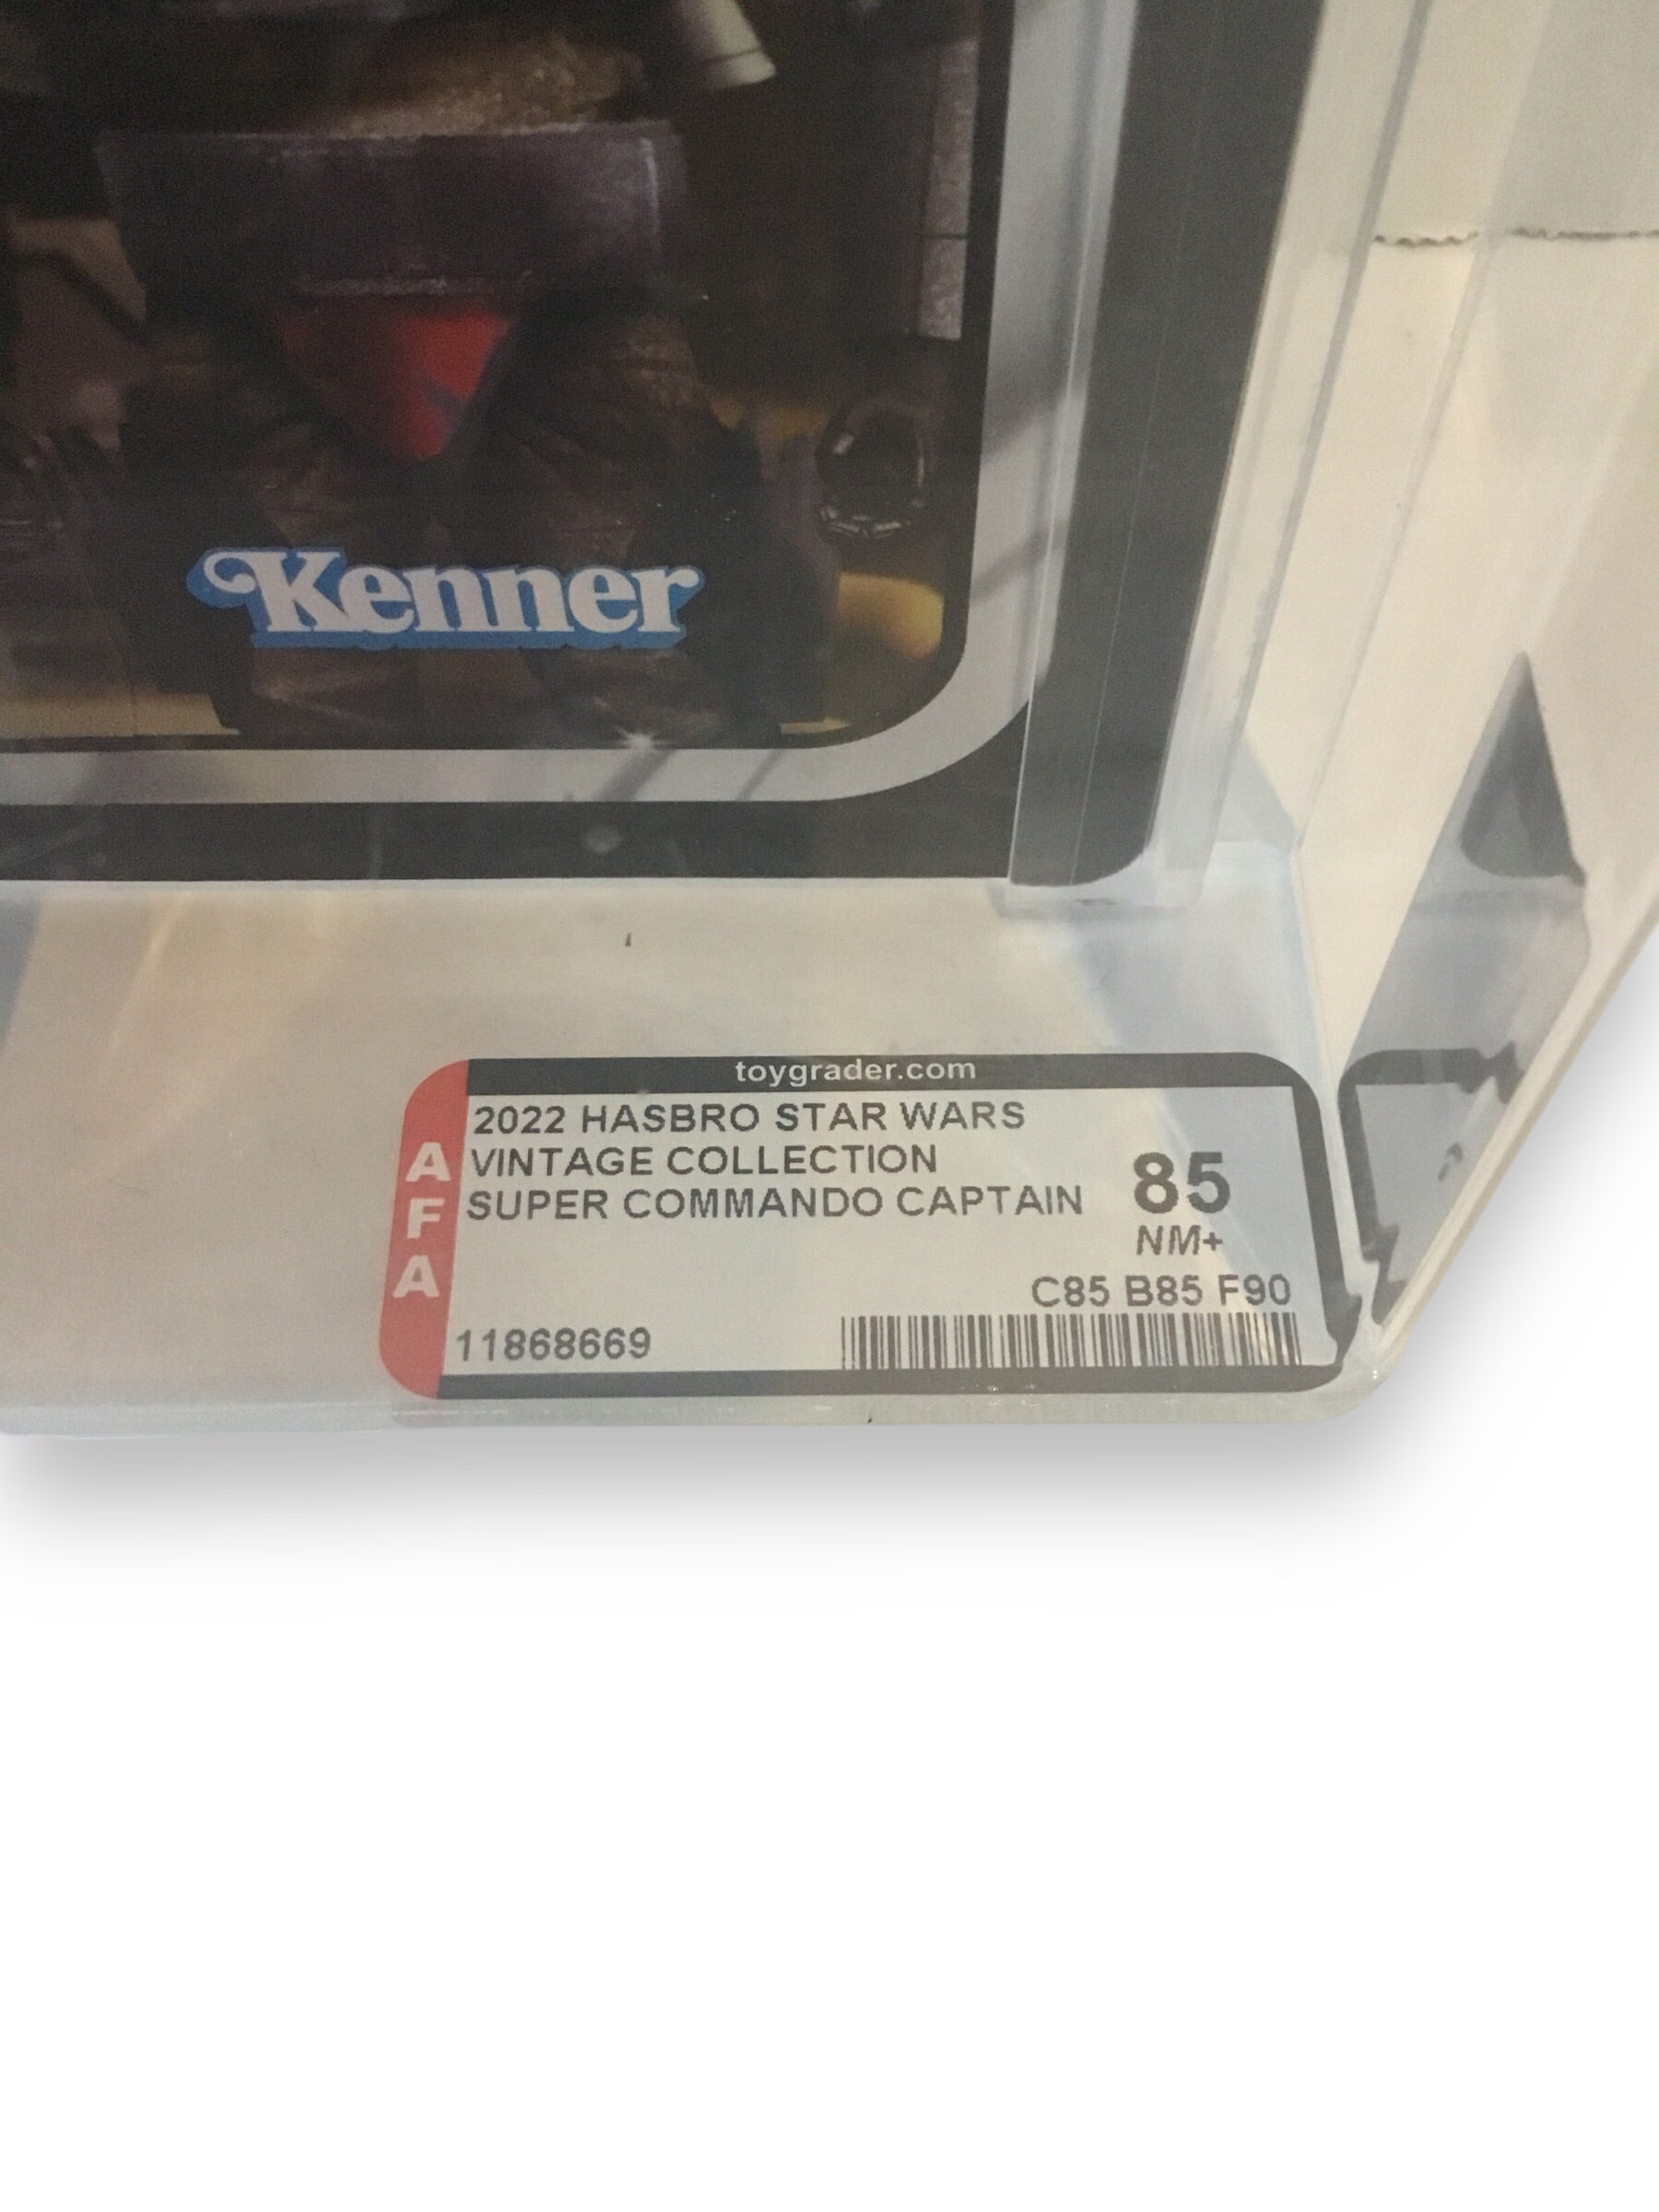 Kenner
toygrader.com
2022 HASBRO STAR WARS
VINTAGE COLLECTION
SUPER COMMANDO CAPTAIN
85
NM+
C85 B85 F90
11868669
AFA